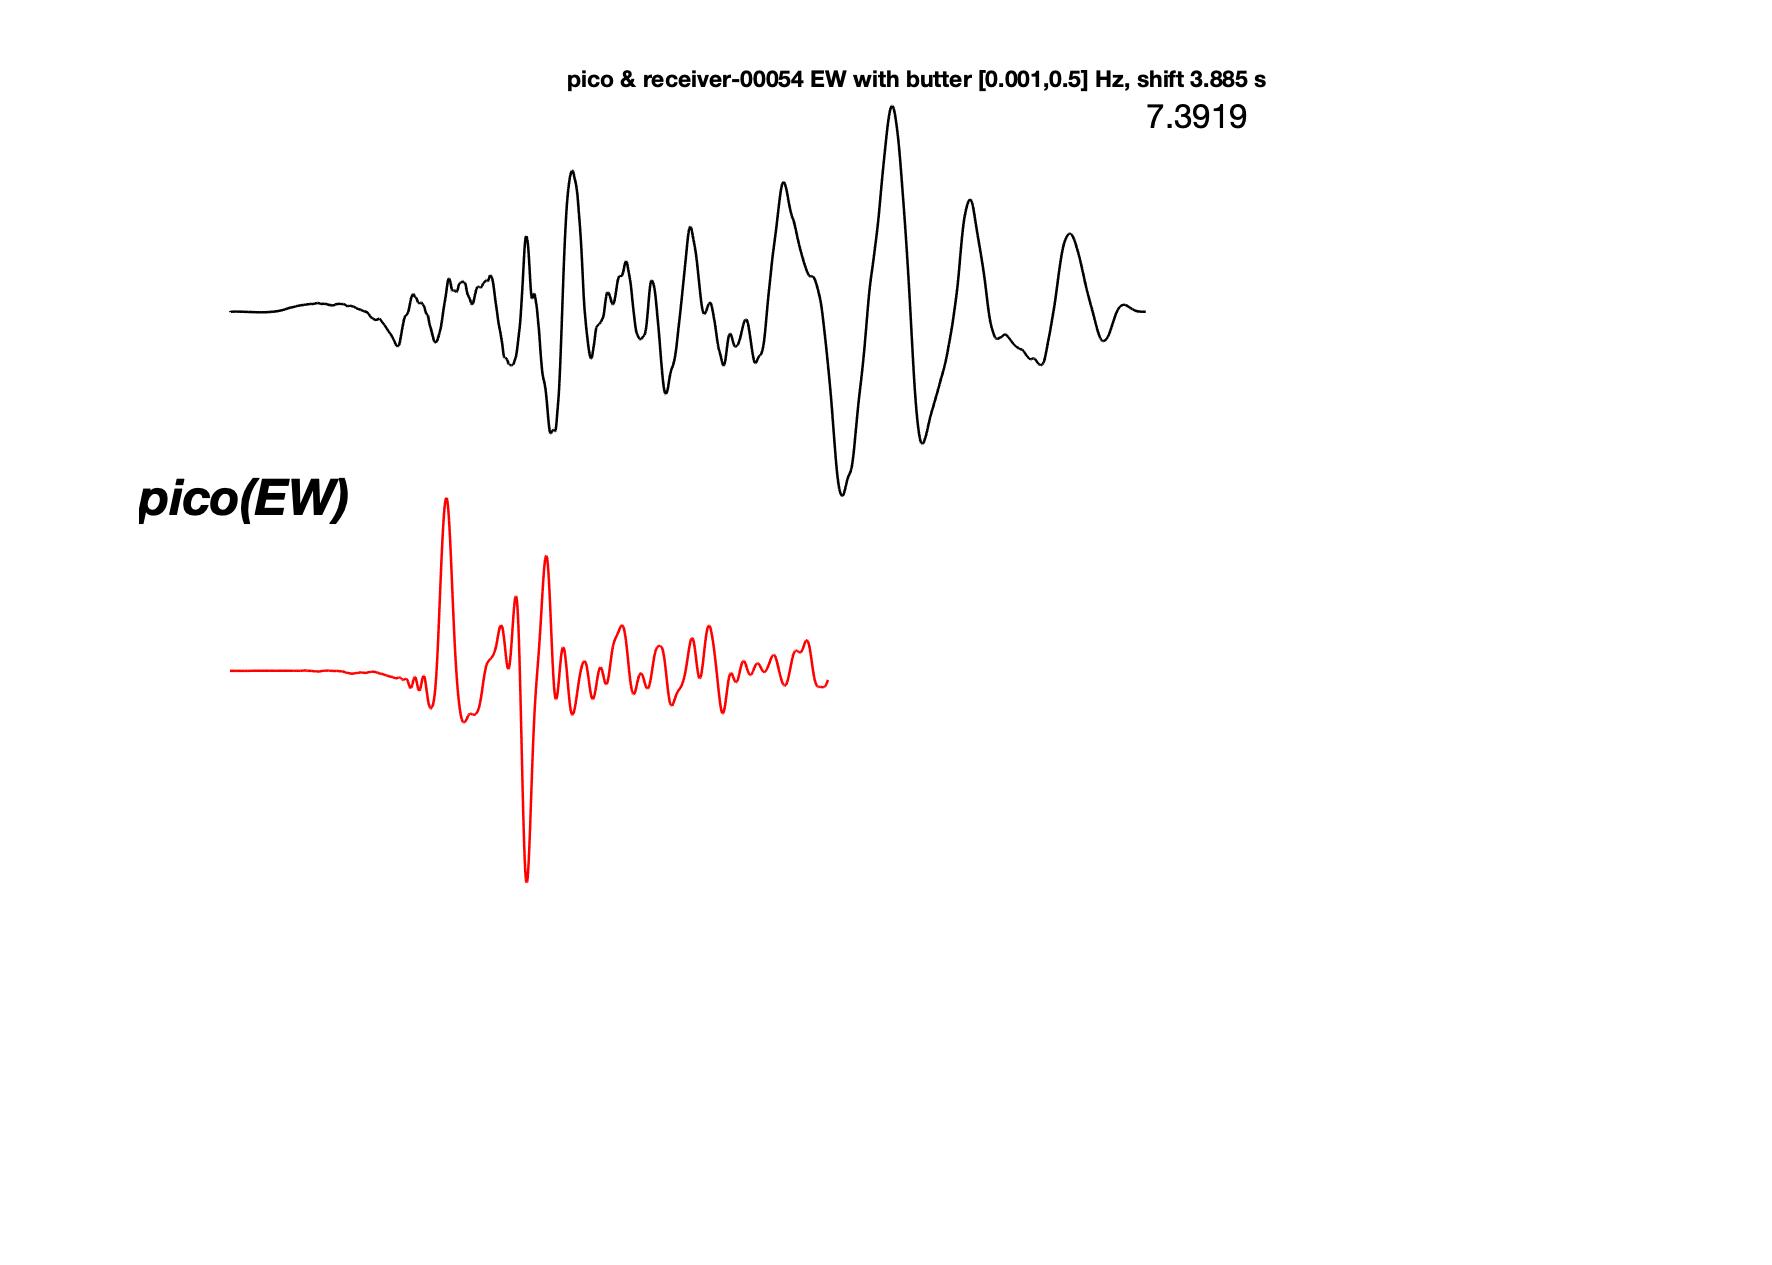 pico & receiver-00054 EW with butter [0.001,0.5] Hz, shift 3.885 s
7.3919
pico(EW)